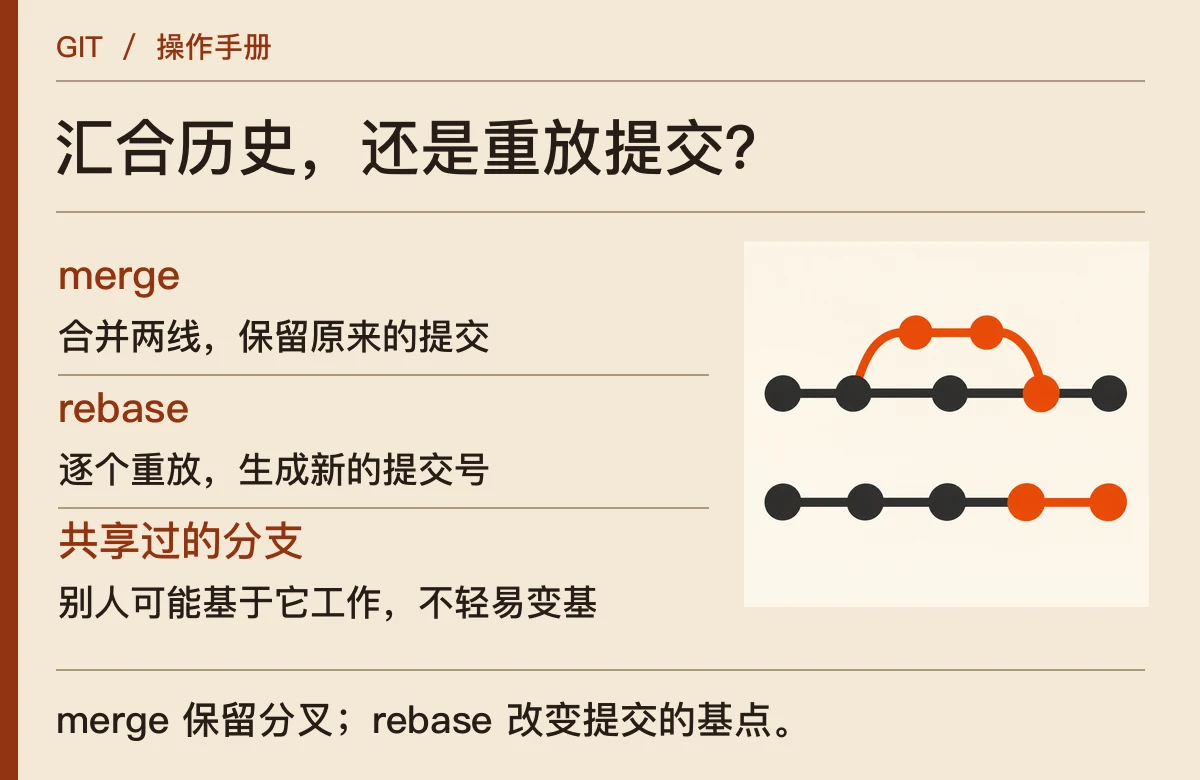 GIT / 操作手册
汇合历史，还是重放提交？
merge
合并两线，保留原来的提交
rebase
逐个重放，生成新的提交号
共享过的分支
别人可能基于它工作，不轻易变基
merge 保留分叉；rebase 改变提交的基点。